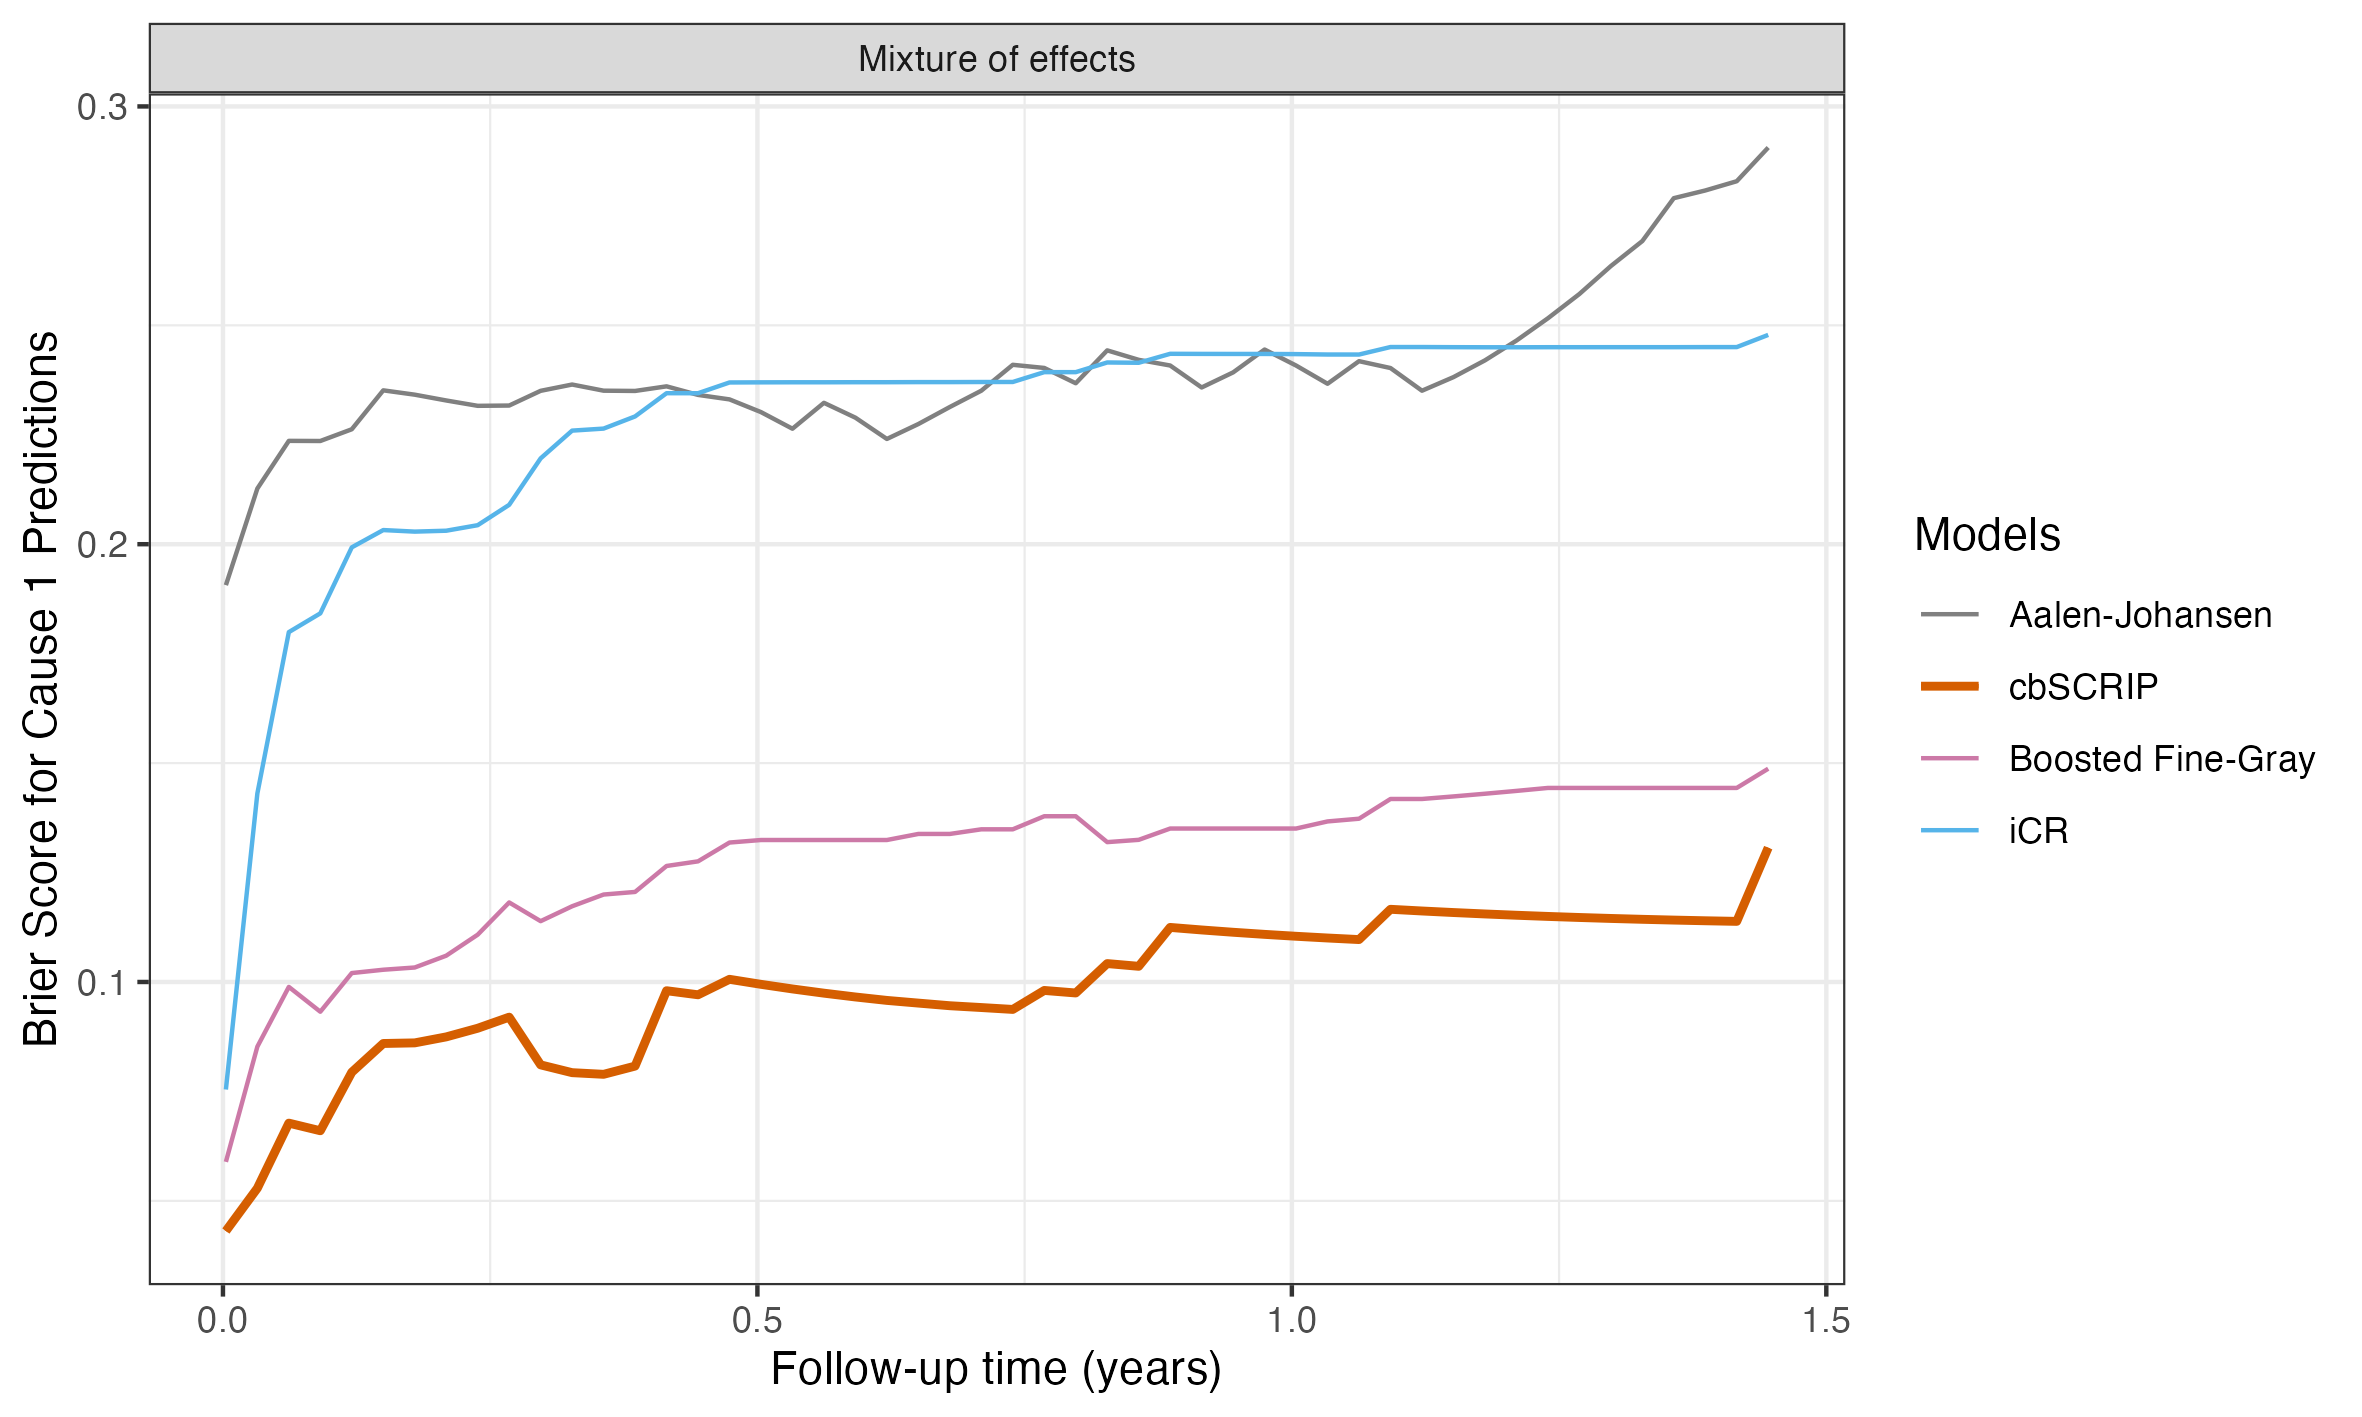 Mixture of effects
0.3
0.2
0.1
Brier Score for Cause 1 Predictions
0.0
0.5
1.0
1.5
Follow-up time (years)
Models
Aalen-Johansen
cbSCRIP
Boosted Fine-Gray
iCR